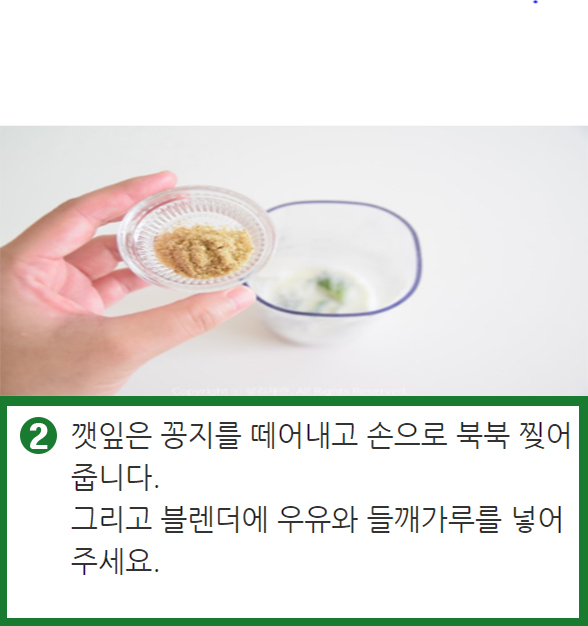 2 깻잎은 꽁지를 떼어내고 손으로 북북 찢어
줍니다.
그리고 블렌더에 우유와 들깨가루를 넣어
주세요.